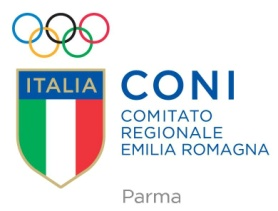 ITALIA
CONI
COMITATO
REGIONALE
EMILIA ROMAGNA
Parma